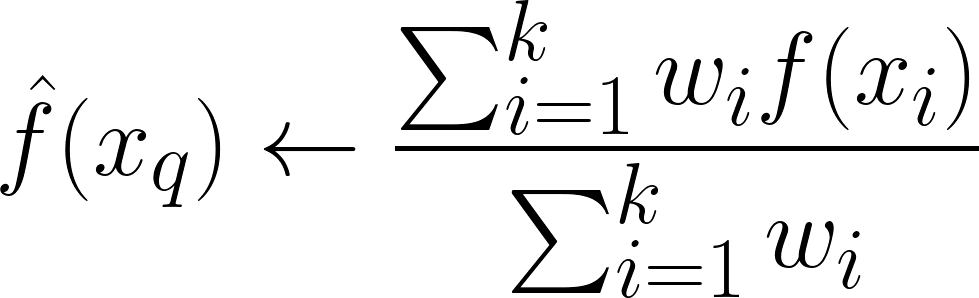 \hat{f}(x_q) \leftarrow \frac{\sum_{i=1}^{k} w_i f(x_i)}{\sum_{i=1}^{k} w_i}